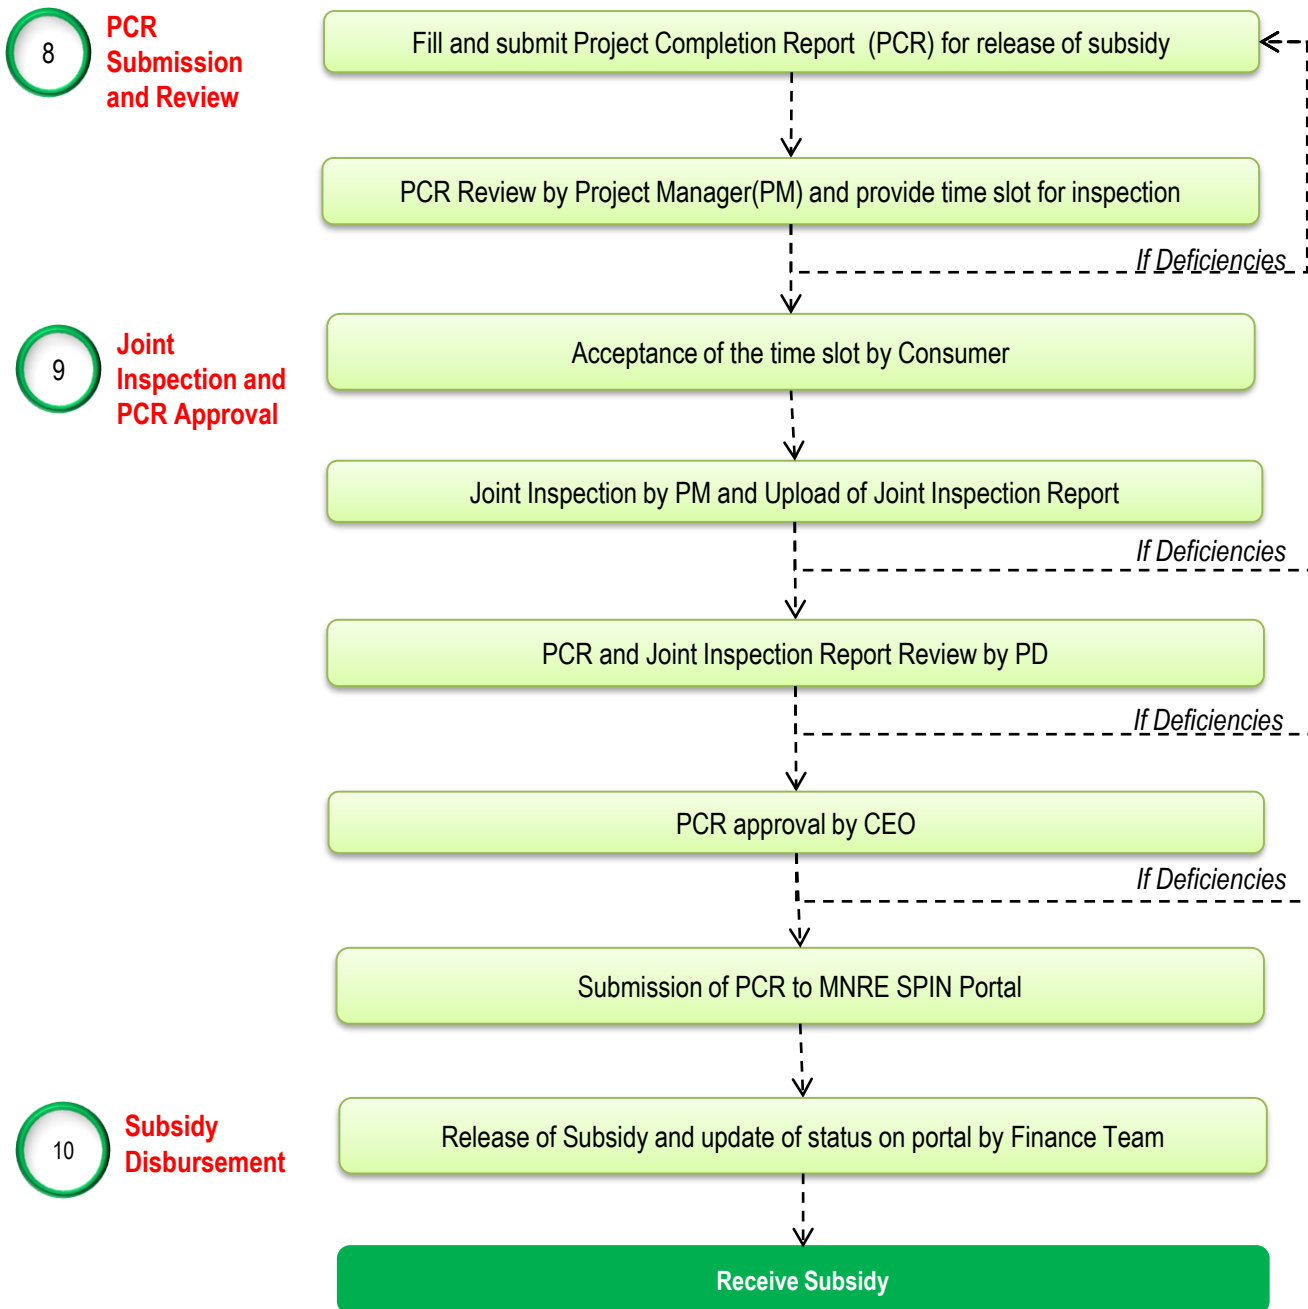 8
PCR
Submission
and Review
Fill and submit Project Completion Report (PCR) for release of subsidy
PCR Review by Project Manager(PM) and provide time slot for inspection
If Deficiencies
9
Joint
Inspection and
PCR Approval
Acceptance of the time slot by Consumer
Joint Inspection by PM and Upload of Joint Inspection Report
If Deficiencies
PCR and Joint Inspection Report Review by PD
If Deficiencies
PCR approval by CEO
If Deficiencies
Submission of PCR to MNRE SPIN Portal
10
Subsidy
Disbursement
Release of Subsidy and update of status on portal by Finance Team
Receive Subsidy